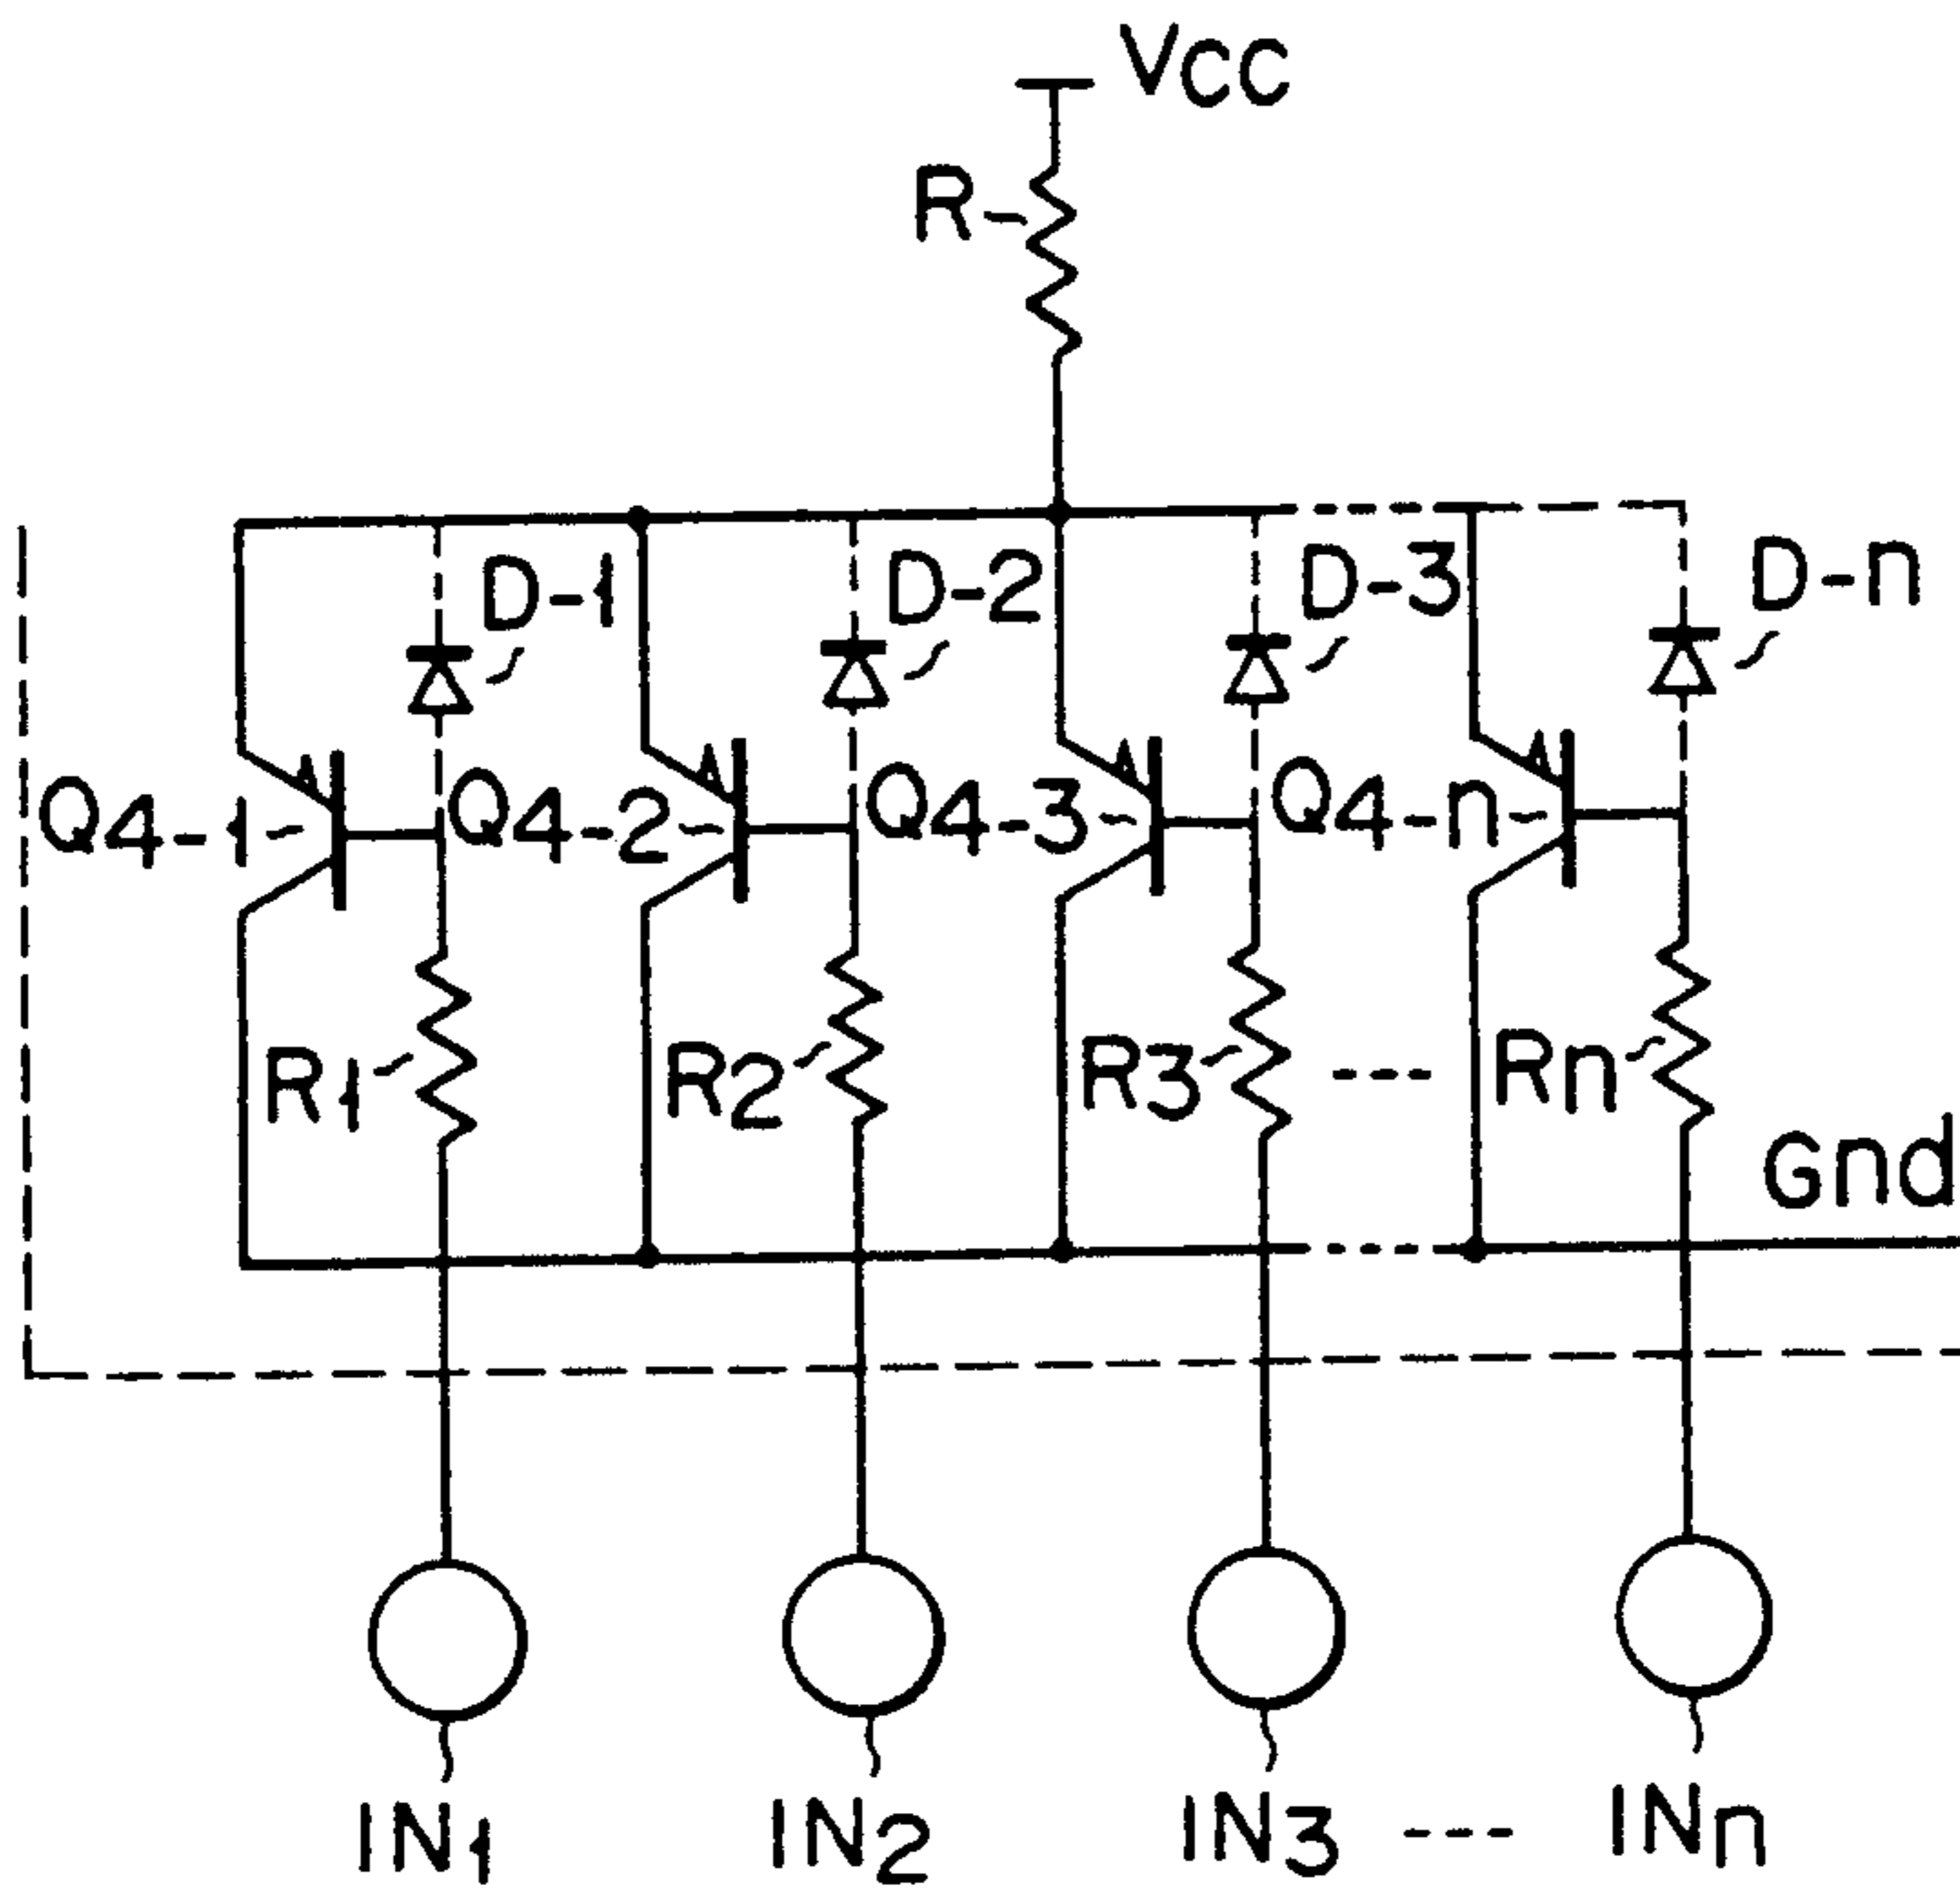 VCC
R
D-1 D-2 D-3 D-n
Q4-1 Q4-2 Q4-3 Q4-n
R1 R2 R3 --- Rn
Gnd
IN1 IN2 IN3 --- INn